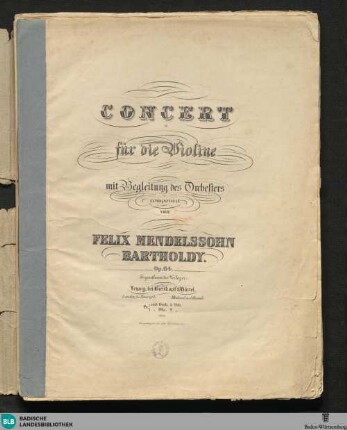 CONCERT
für die Violine
mit Begleitung des Orchesters
componirt
von
FELIX MENDELSSOHN
BARTHOLDY.
Op. 64.
Leipzig, bei Breitkopf & Härtel.
BLB
BADISCHE
LANDESBIBLIOTHEK
Baden-Württemberg